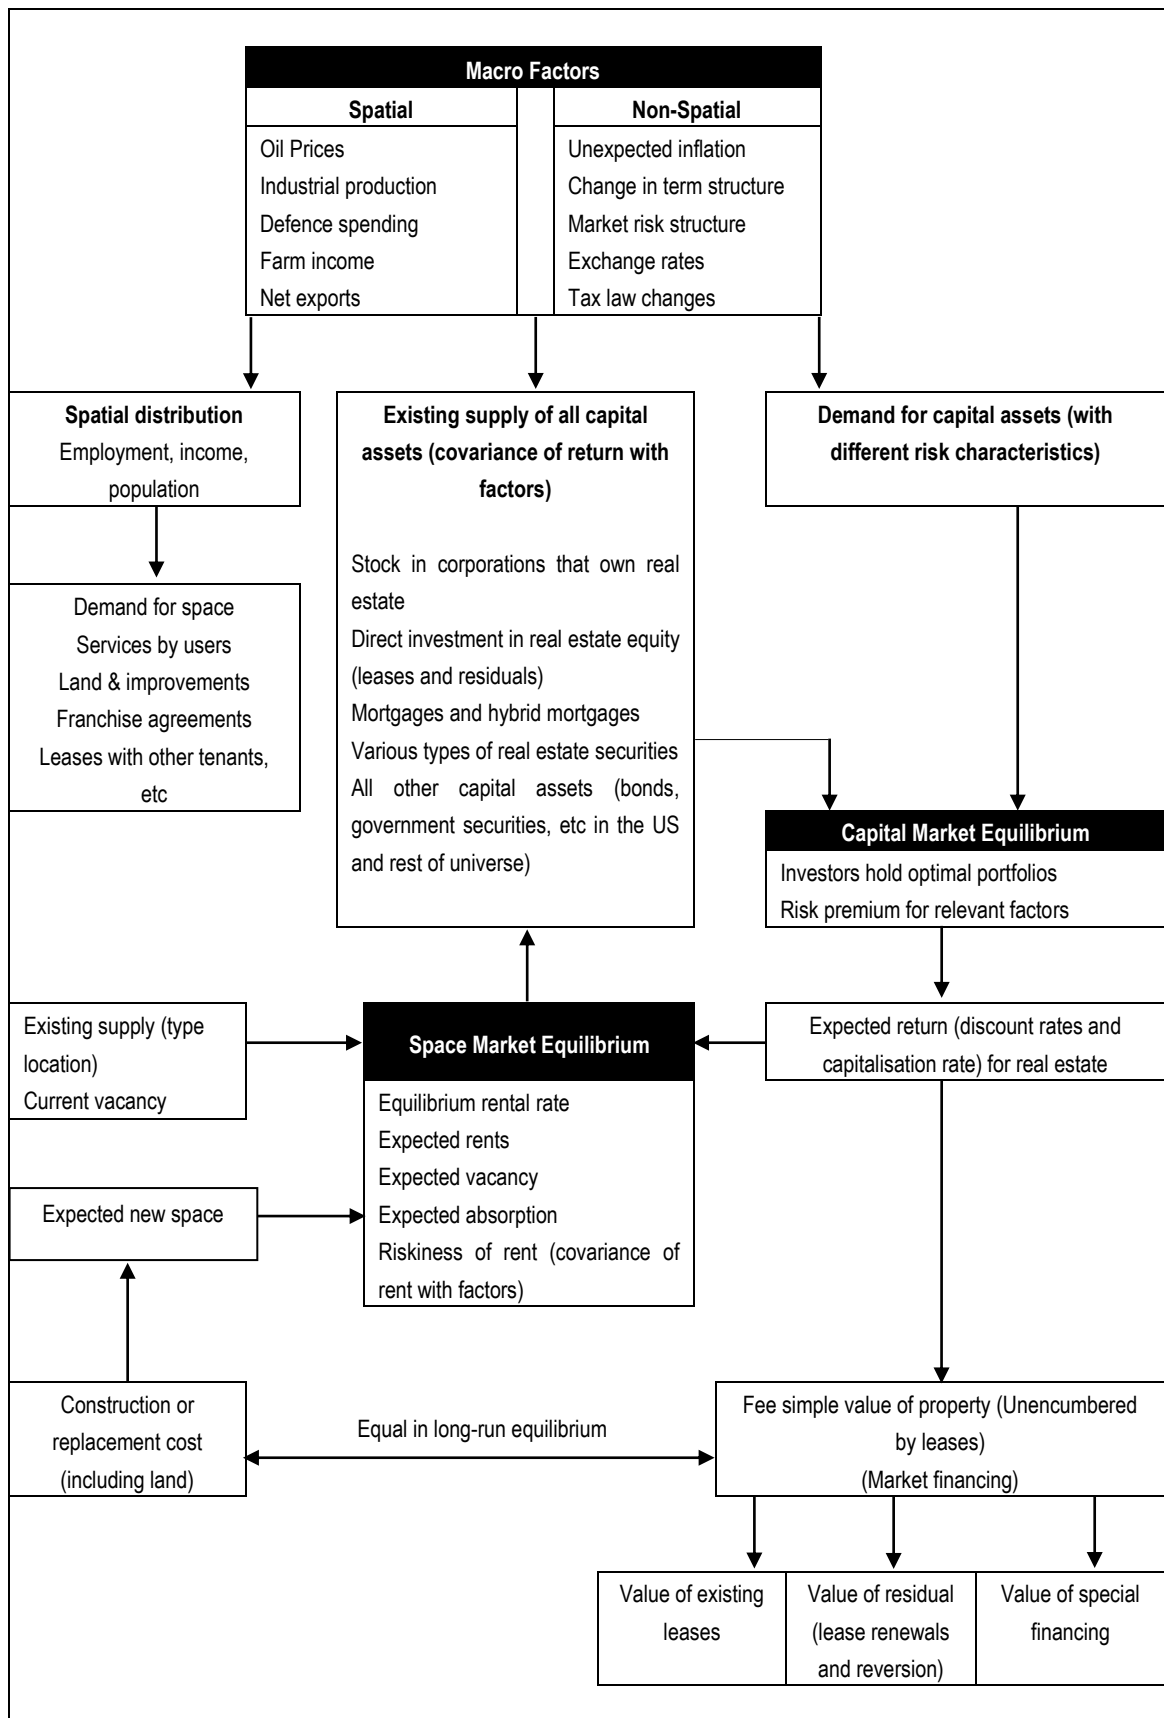 Macro Factors
Spatial
Oil Prices
Industrial production
Defence spending
Farm income
Net exports
Non-Spatial
Unexpected inflation
Change in term structure
Market risk structure
Exchange rates
Tax law changes
Spatial distribution
Employment, income,
population
Existing supply of all capital
assets (covariance of return with
factors)
Stock in corporations that own real
estate
Direct investment in real estate equity
(leases and residuals)
Mortgages and hybrid mortgages
Various types of real estate securities
All other capital assets (bonds,
government securities, etc in the US
and rest of universe)
Demand for capital assets (with
different risk characteristics)
Demand for space
Services by users
Land & improvements
Franchise agreements
Leases with other tenants,
etc
Capital Market Equilibrium
Investors hold optimal portfolios
Risk premium for relevant factors
Existing supply (type
location)
Current vacancy
Space Market Equilibrium
Equilibrium rental rate
Expected rents
Expected vacancy
Expected absorption
Riskiness of rent (covariance of
rent with factors)
Expected return (discount rates and
capitalisation rate) for real estate
Expected new space
Construction or
replacement cost
(including land)
Equal in long-run equilibrium
Fee simple value of property (Unencumbered
by leases)
(Market financing)
Value of existing
leases
Value of residual
(lease renewals
and reversion)
Value of special
financing